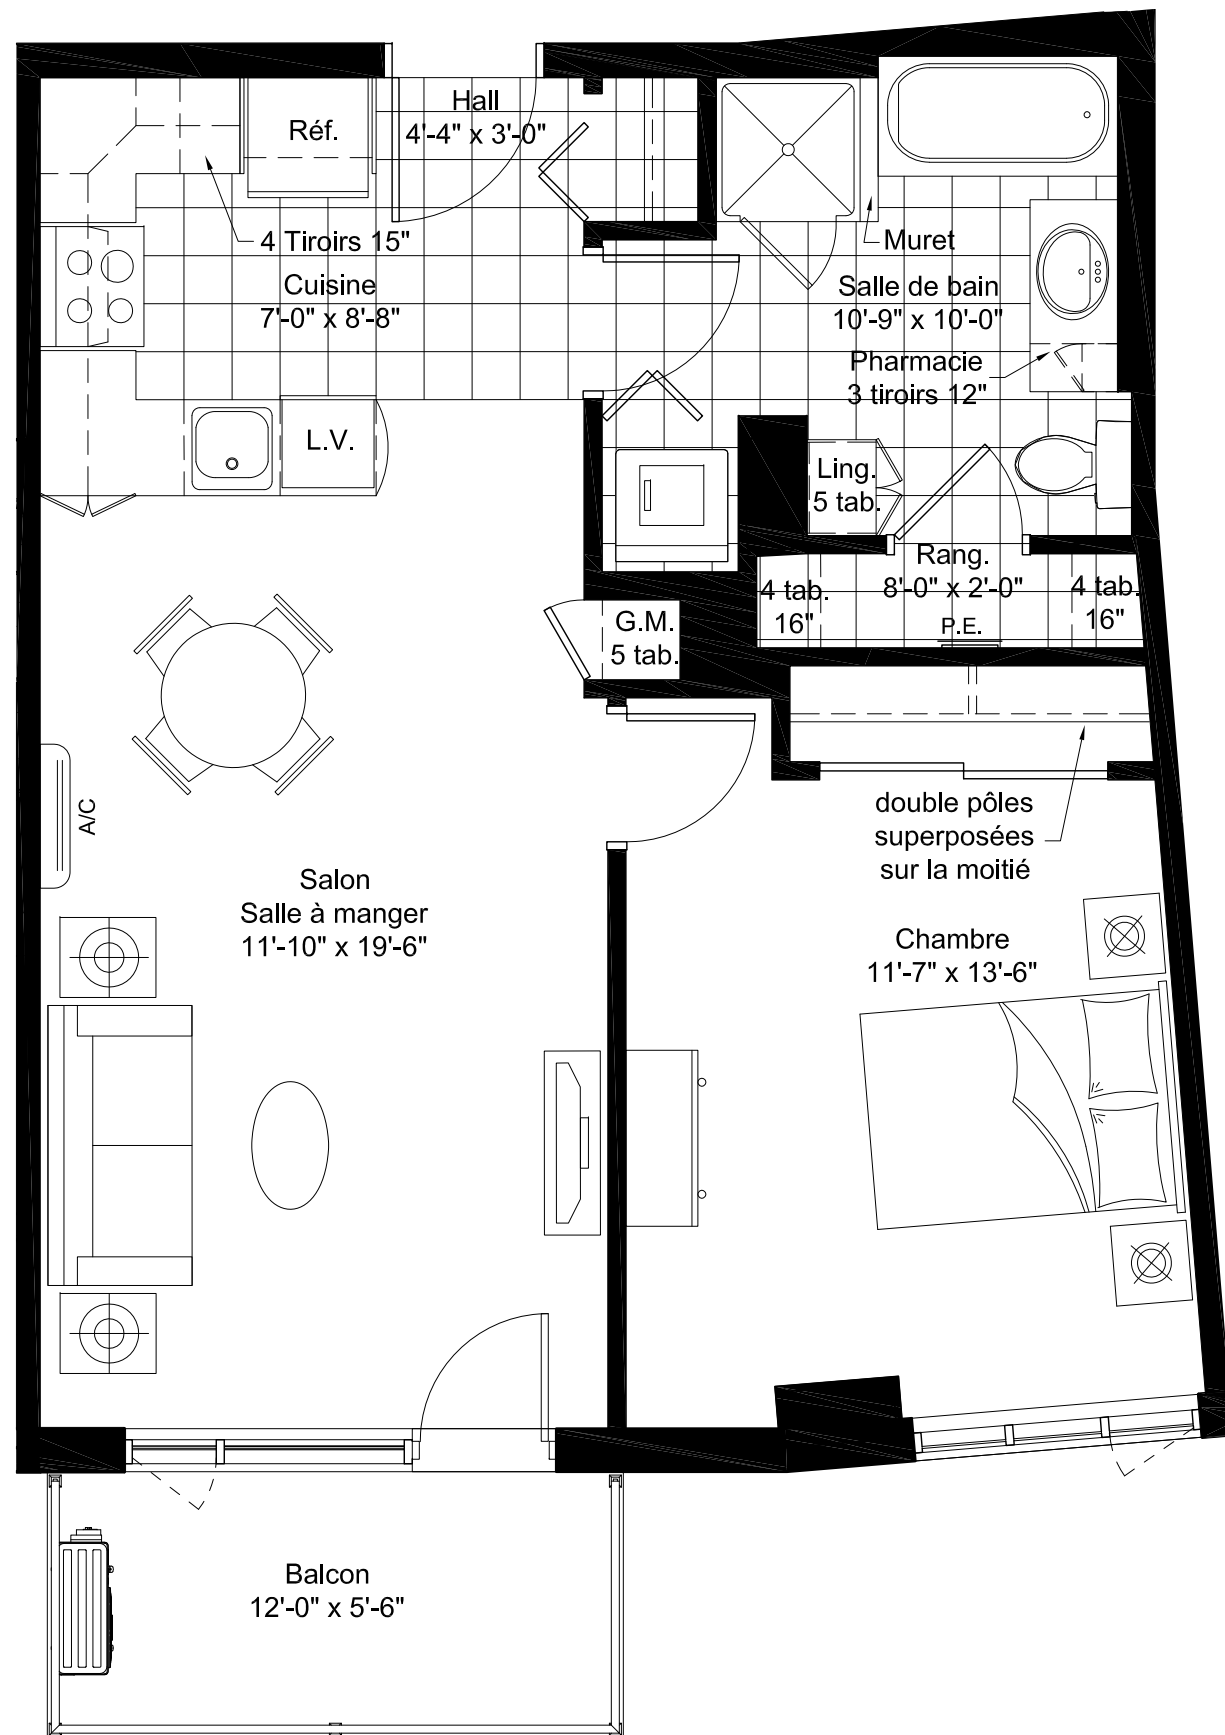 Hall
4'-4" x 3'-0"
Réf.
4 Tiroirs 15"
Cuisine
7'-0" x 8'-8"
Muret
Salle de bain
10'-9" x 10'-0"
Pharmacie
3 tiroirs 12"
L.V.
Ling.
5 tab.
Rang.
8'-0" x 2'-0"
4 tab.
16"
4 tab.
16"
P.E.
G.M.
5 tab.
A/C
double pôles
superposées
sur la moitié
Salon
Salle à manger
11'-10" x 19'-6"
Chambre
11'-7" x 13'-6"
Balcon
12'-0" x 5'-6"